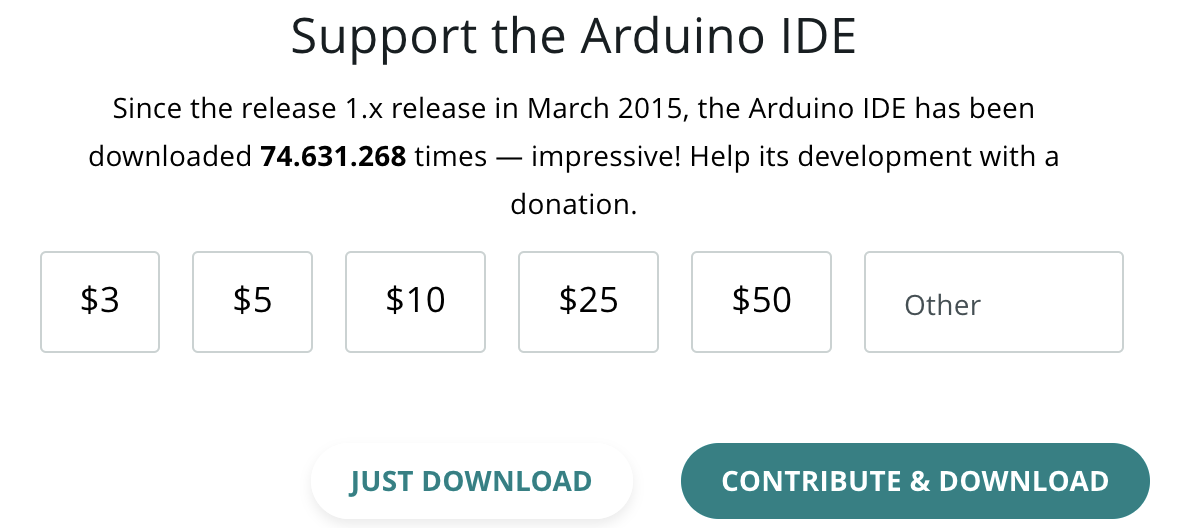 Support the Arduino IDE
Since the release 1.x release in March 2015, the Arduino IDE has been
downloaded 74.631.268 times — impressive! Help its development with a
donation.
$3 $5 $10 $25 $50 Other
JUST DOWNLOAD CONTRIBUTE & DOWNLOAD